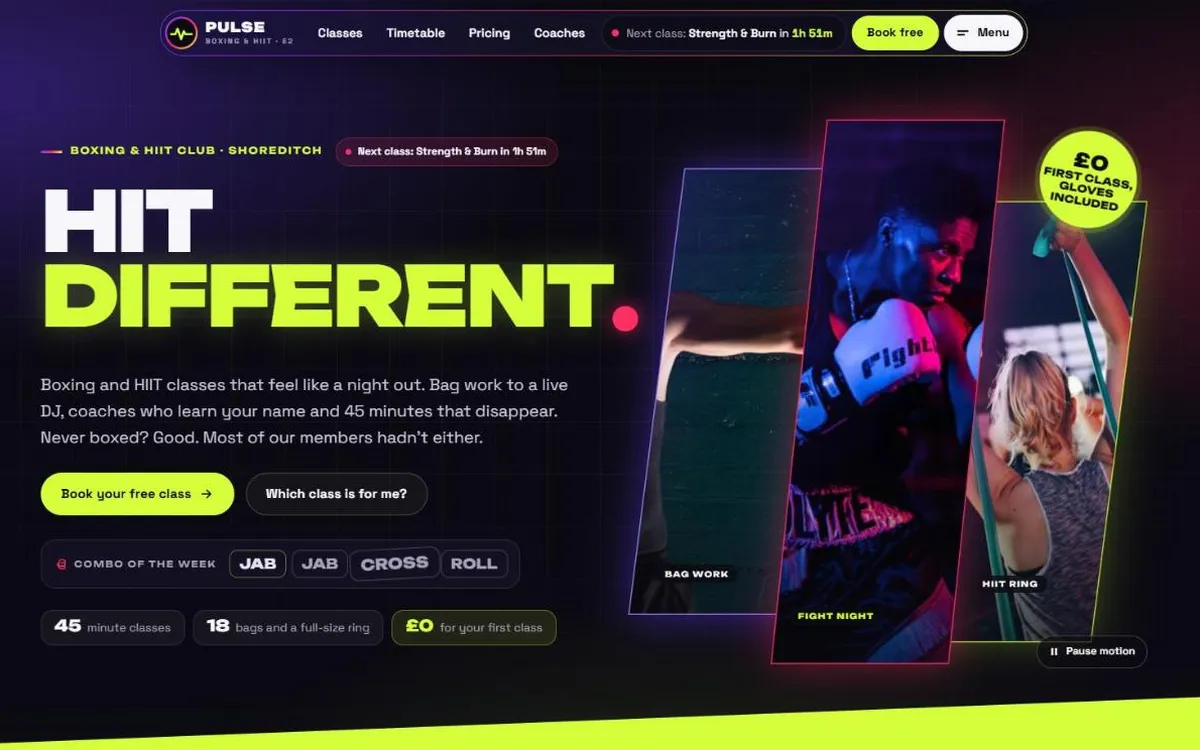 PULSE
BOXING & HIIT · E2
Classes
Timetable
Pricing
Coaches
Next class: Strength & Burn in 1h 51m
Book free
Menu
BOXING & HIIT CLUB · SHOREDITCH
Next class: Strength & Burn in 1h 51m
HIT
DIFFERENT.
Boxing and HIIT classes that feel like a night out. Bag work to a live
DJ, coaches who learn your name and 45 minutes that disappear.
Never boxed? Good. Most of our members hadn't either.
Book your free class →
Which class is for me?
COMBO OF THE WEEK
JAB
JAB
CROSS
ROLL
45 minute classes
18 bags and a full-size ring
£0 for your first class
£0
FIRST CLASS,
GLOVES
INCLUDED
BAG WORK
FIGHT NIGHT
HIIT RING
Pause motion